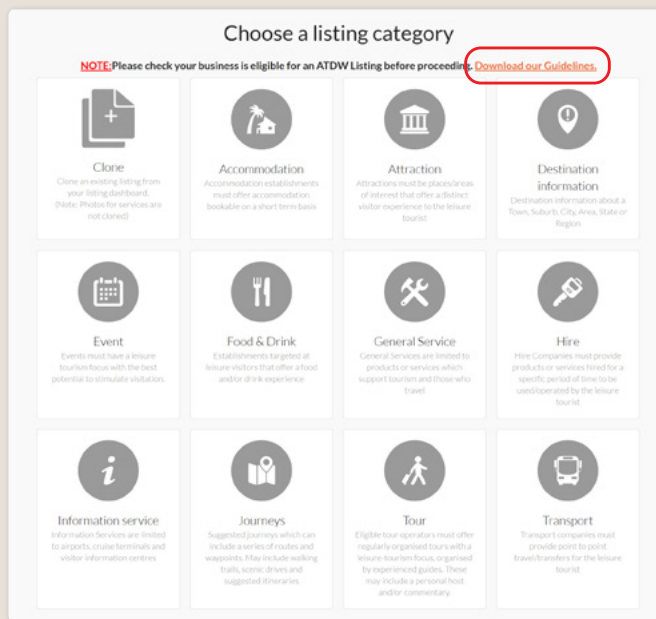 Choose a listing category
NOTE:Please check your business is eligible for an ATDW Listing before proceeding. Download our Guidelines.
Clone
Clone an existing listing from
your listing dashboard.
(Note: Photos for services are
not cloned)
Accommodation
Accommodation establishments
must offer accommodation
bookable on a short term basis
Attraction
Attractions must be places/areas
of interest that offer a distinct
visitor experience to the leisure
tourist
Destination
information
Destination information about a
Town, Suburb, City, Area, State or
Region
Event
Events must have a leisure
tourism focus with the best
potential to stimulate visitation.
Food & Drink
Establishments targeted at
leisure visitors that offer a food
and/or drink experience
General Service
General Services are limited to
products or services which
support tourism and those who
travel
Hire
Hire Companies must provide
products or services hired for a
specific period of time to be
used/operated by the leisure
tourist
Information service
Information Services are limited
to airports, cruise terminals and
visitor information centres
Journeys
Suggested journeys which can
include a series of routes and
waypoints. May include walking
trails, scenic drives and
suggested itineraries
Tour
Eligible tour operators must offer
regularly organised tours with a
leisure-tourism focus, organised
by experienced guides. These
may include a personal host
and/or commentary.
Transport
Transport companies must
provide point to point
travel/transfers for the leisure
tourist